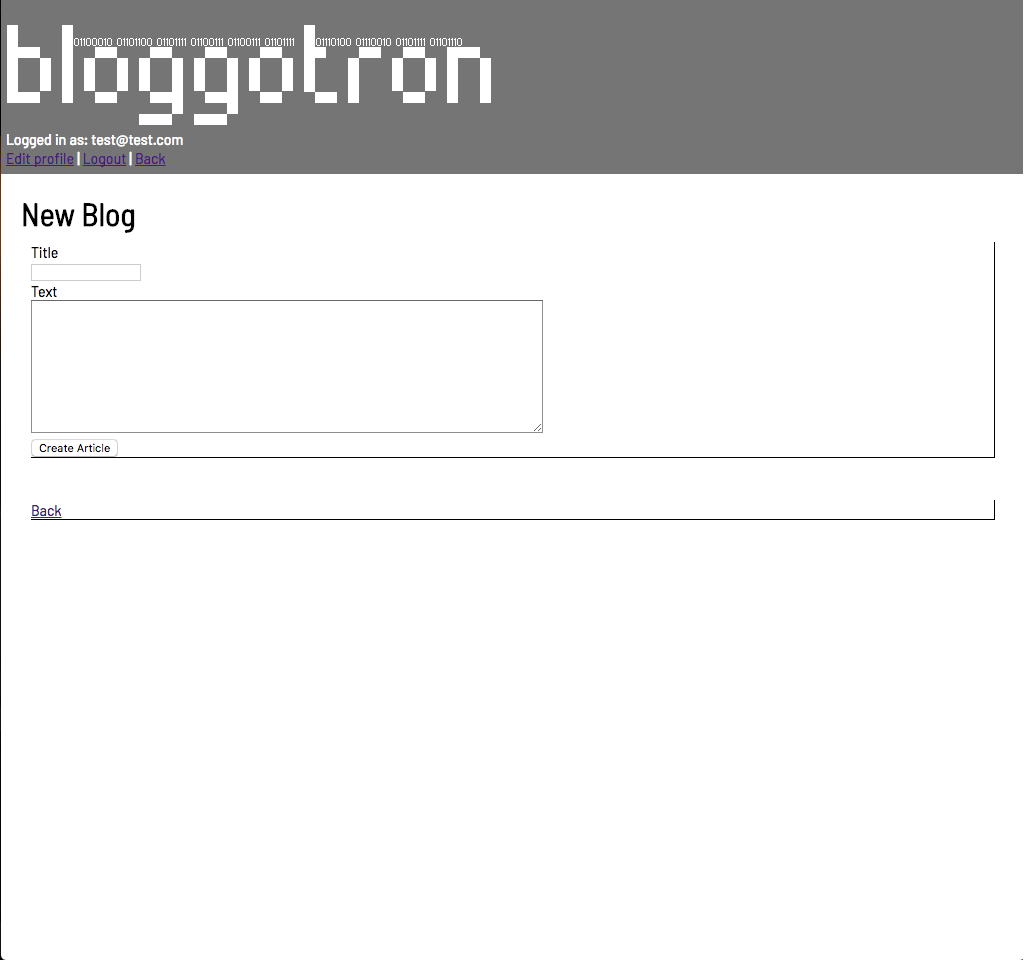 bloggotron
01100010 01101100 01101111 01100111 01100111 01101111 01110100 01110010 01101111 01101110
Logged in as: test@test.com
Edit profile | Logout | Back
New Blog
Title
Text
Create Article
Back